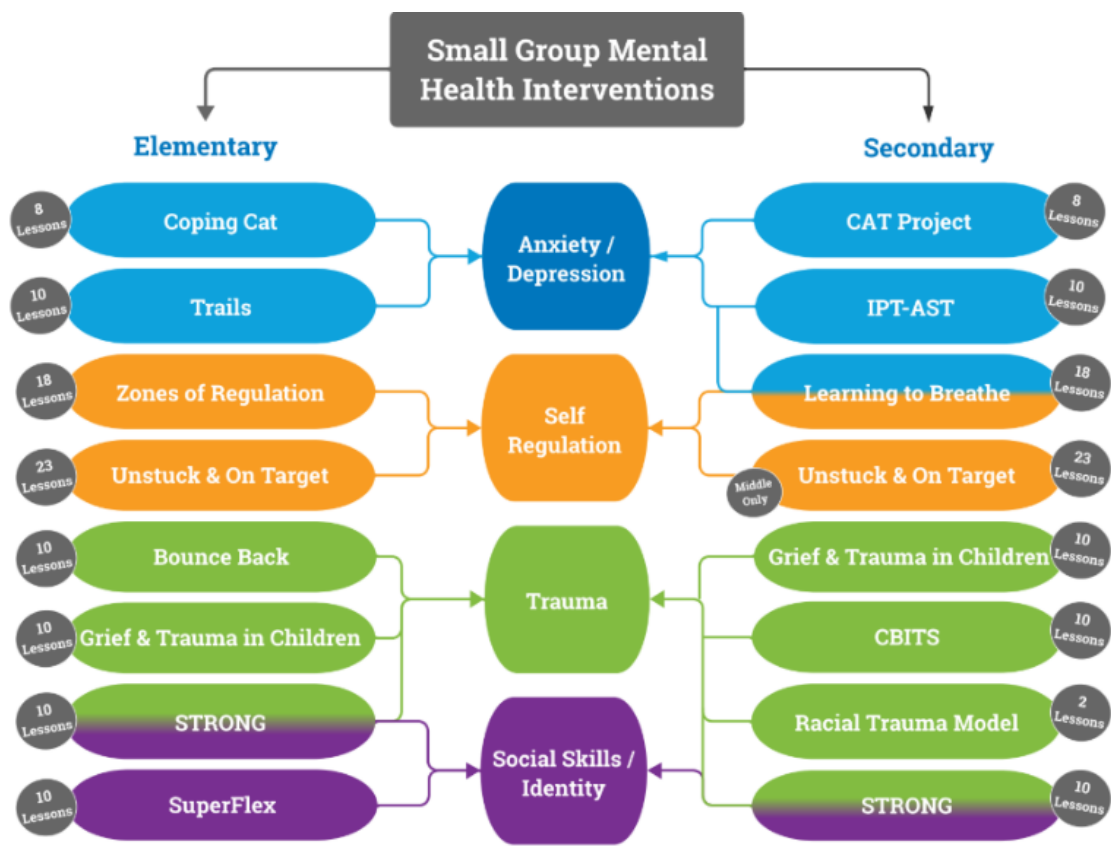 Small Group Mental
Health Interventions
Elementary
Secondary
8
Lessons
Coping Cat
Anxiety /
Depression
CAT Project
8
Lessons
10
Lessons
Trails
IPT-AST
10
Lessons
18
Lessons
Zones of Regulation
Self
Regulation
Learning to Breathe
18
Lessons
23
Lessons
Unstuck & On Target
Middle
Only
Unstuck & On Target
23
Lessons
10
Lessons
Bounce Back
Trauma
Grief & Trauma in Children
10
Lessons
10
Lessons
Grief & Trauma in Children
CBITS
10
Lessons
10
Lessons
STRONG
Social Skills /
Identity
Racial Trauma Model
2
Lessons
10
Lessons
SuperFlex
STRONG
10
Lessons